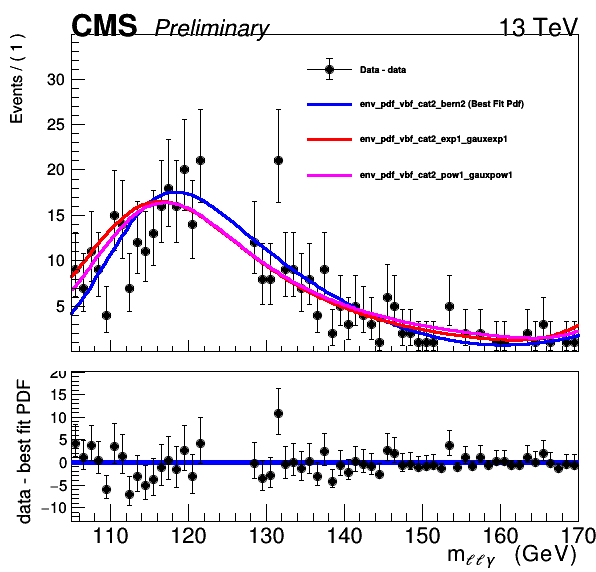 CMS Preliminary 13 TeV
Events / ( 1 )
Data - data
env_pdf_vbf_cat2_bern2 (Best Fit Pdf)
env_pdf_vbf_cat2_exp1_gauxexp1
env_pdf_vbf_cat2_pow1_gauxpow1
30
25
20
15
10
5
data - best fit PDF
20
15
10
5
0
−5
−10
110 120 130 140 150 160 170
m_ℓℓγ (GeV)